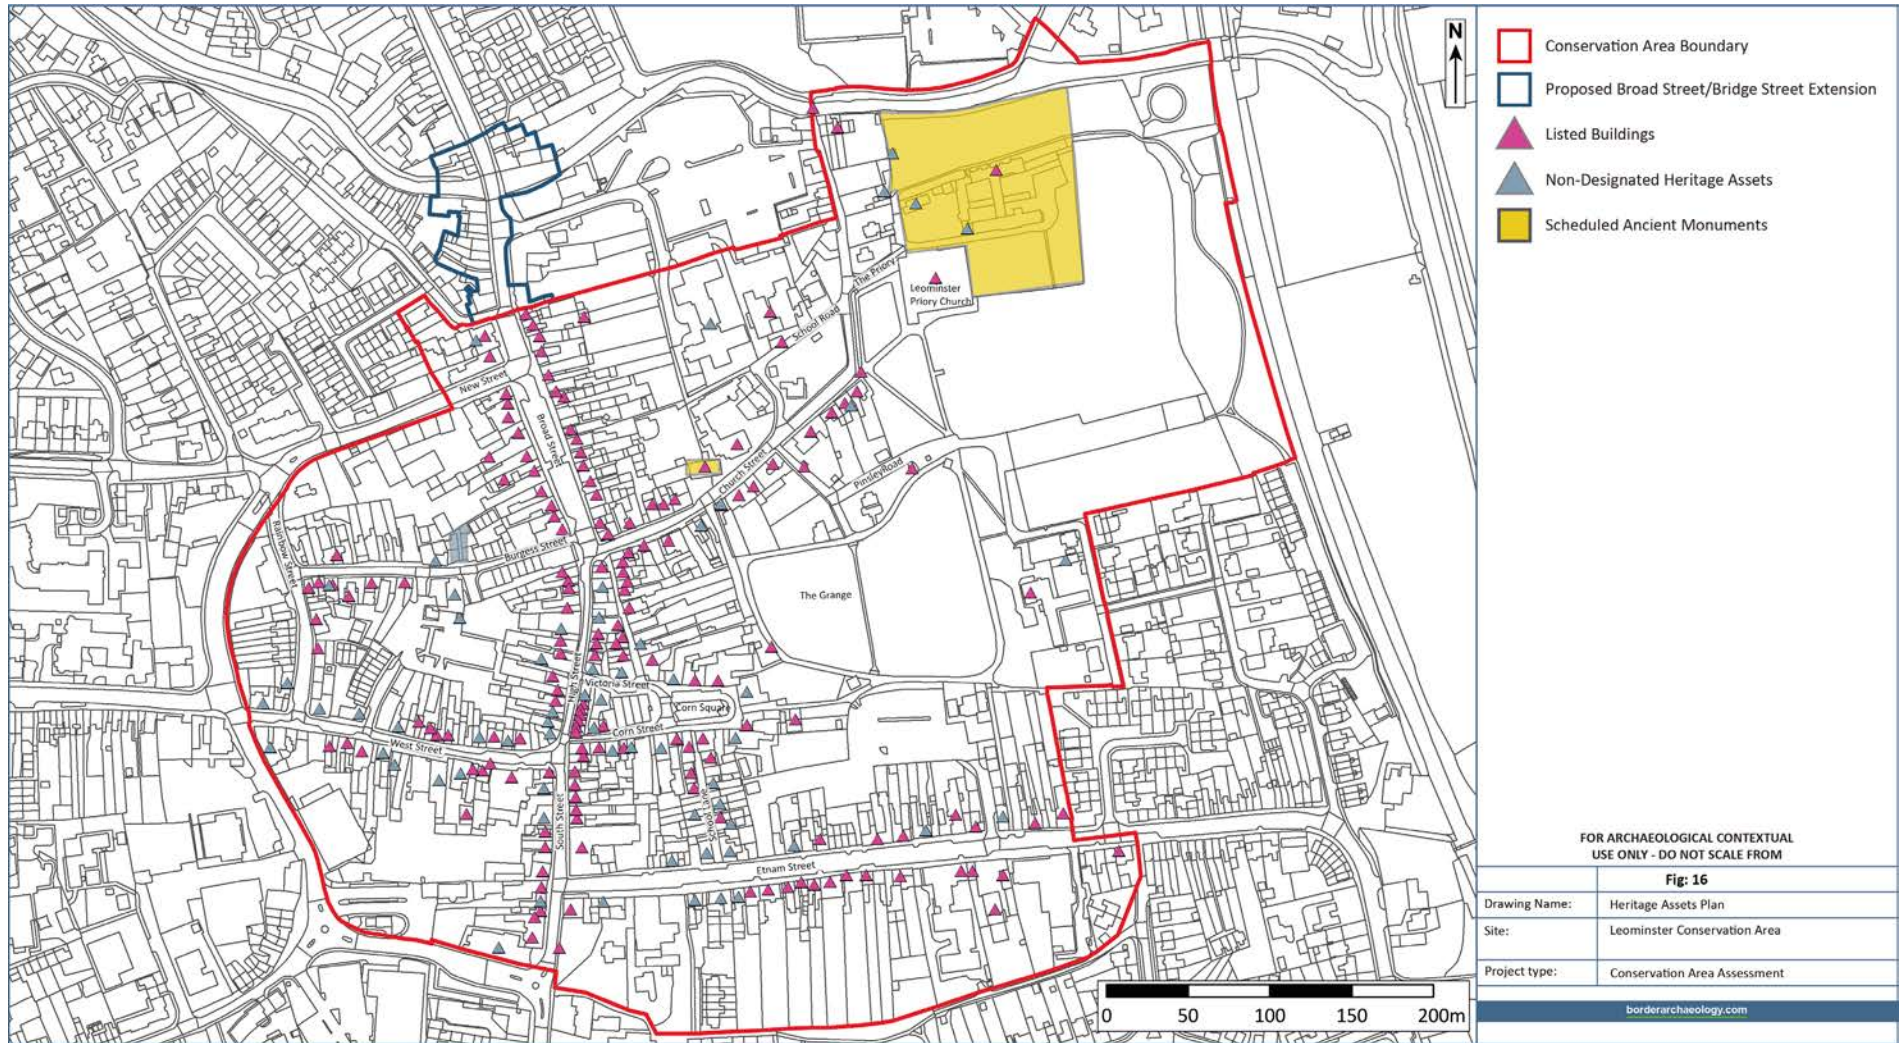 N
The Priory
Leominster
Priory Church
School Road
New Street
Broad Street
Church Street
Pinsley Road
Rainbow Street
Burgess Street
The Grange
High Street
Victoria Street
Corn Square
Corn Street
West Street
School Lane
South Street
Etnam Street
0 50 100 150 200m
Conservation Area Boundary
Proposed Broad Street/Bridge Street Extension
Listed Buildings
Non-Designated Heritage Assets
Scheduled Ancient Monuments
FOR ARCHAEOLOGICAL CONTEXTUAL
USE ONLY - DO NOT SCALE FROM
Fig: 16
Drawing Name: Heritage Assets Plan
Site: Leominster Conservation Area
Project type: Conservation Area Assessment
borderarchaeology.com